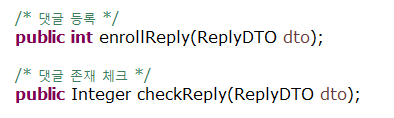 /* 댓글 등록 */
public int enrollReply(ReplyDTO dto);
/* 댓글 존재 체크 */
public Integer checkReply(ReplyDTO dto);